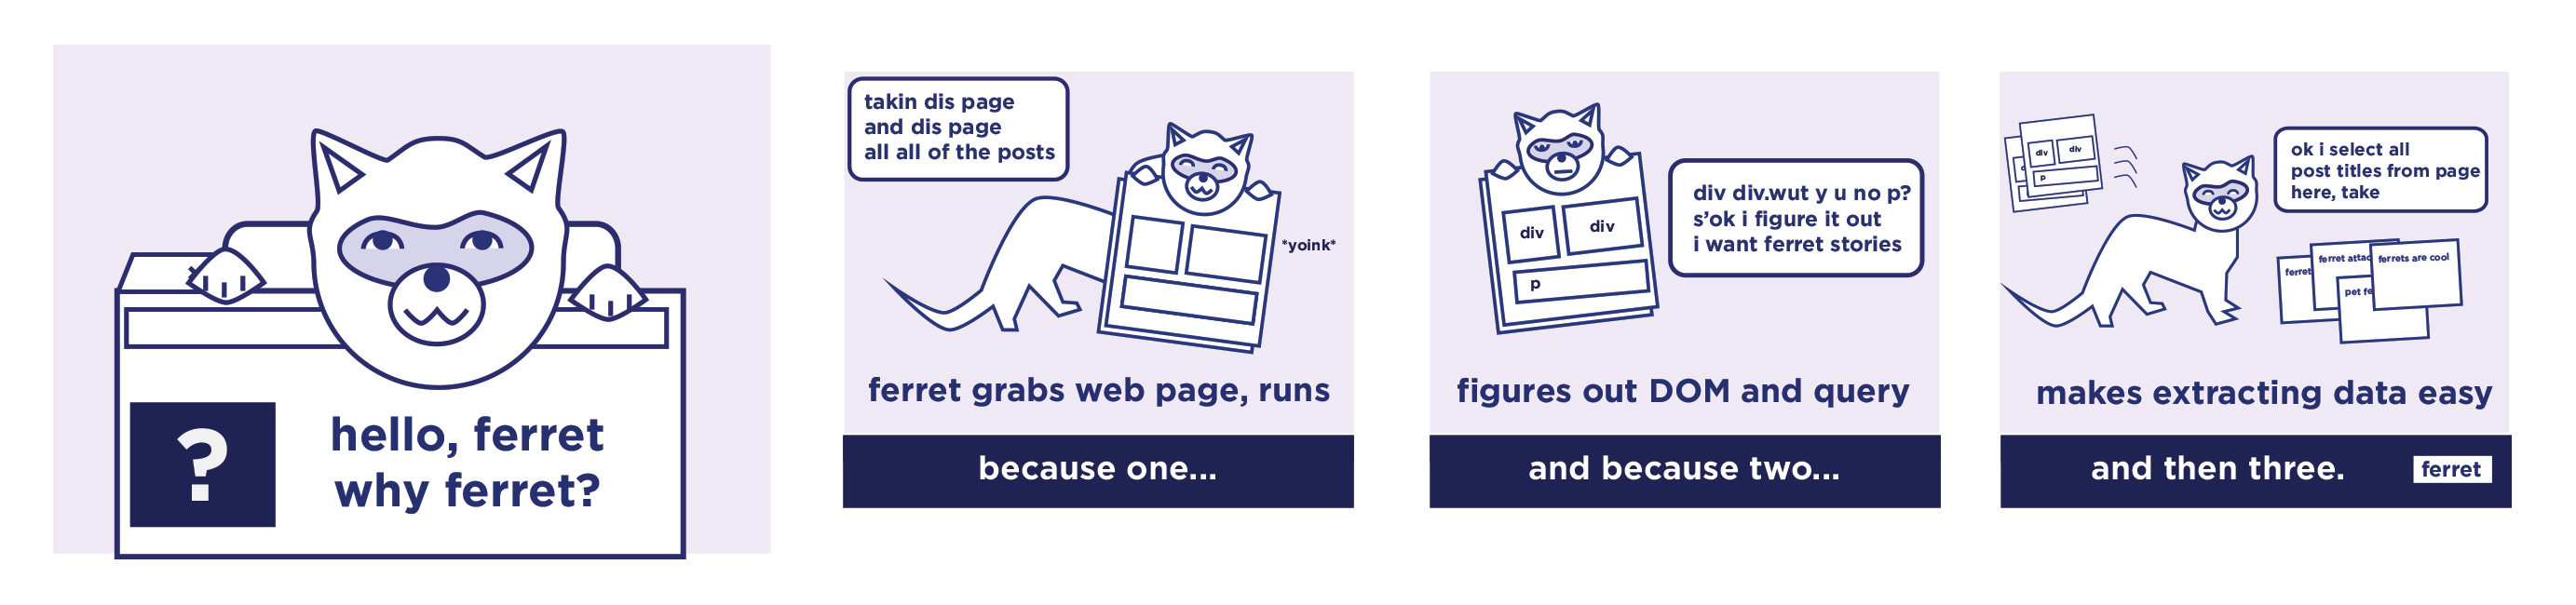 ?
hello, ferret
why ferret?
takin dis page
and dis page
all all of the posts
*yoink*
ferret grabs web page, runs
because one...
div
div
p
div div.wut y u no p?
s'ok i figure it out
i want ferret stories
figures out DOM and query
and because two...
div
div
p
ok i select all
post titles from page
here, take
ferret
ferret attac
ferrets are cool
pet fe
makes extracting data easy
and then three.
ferret